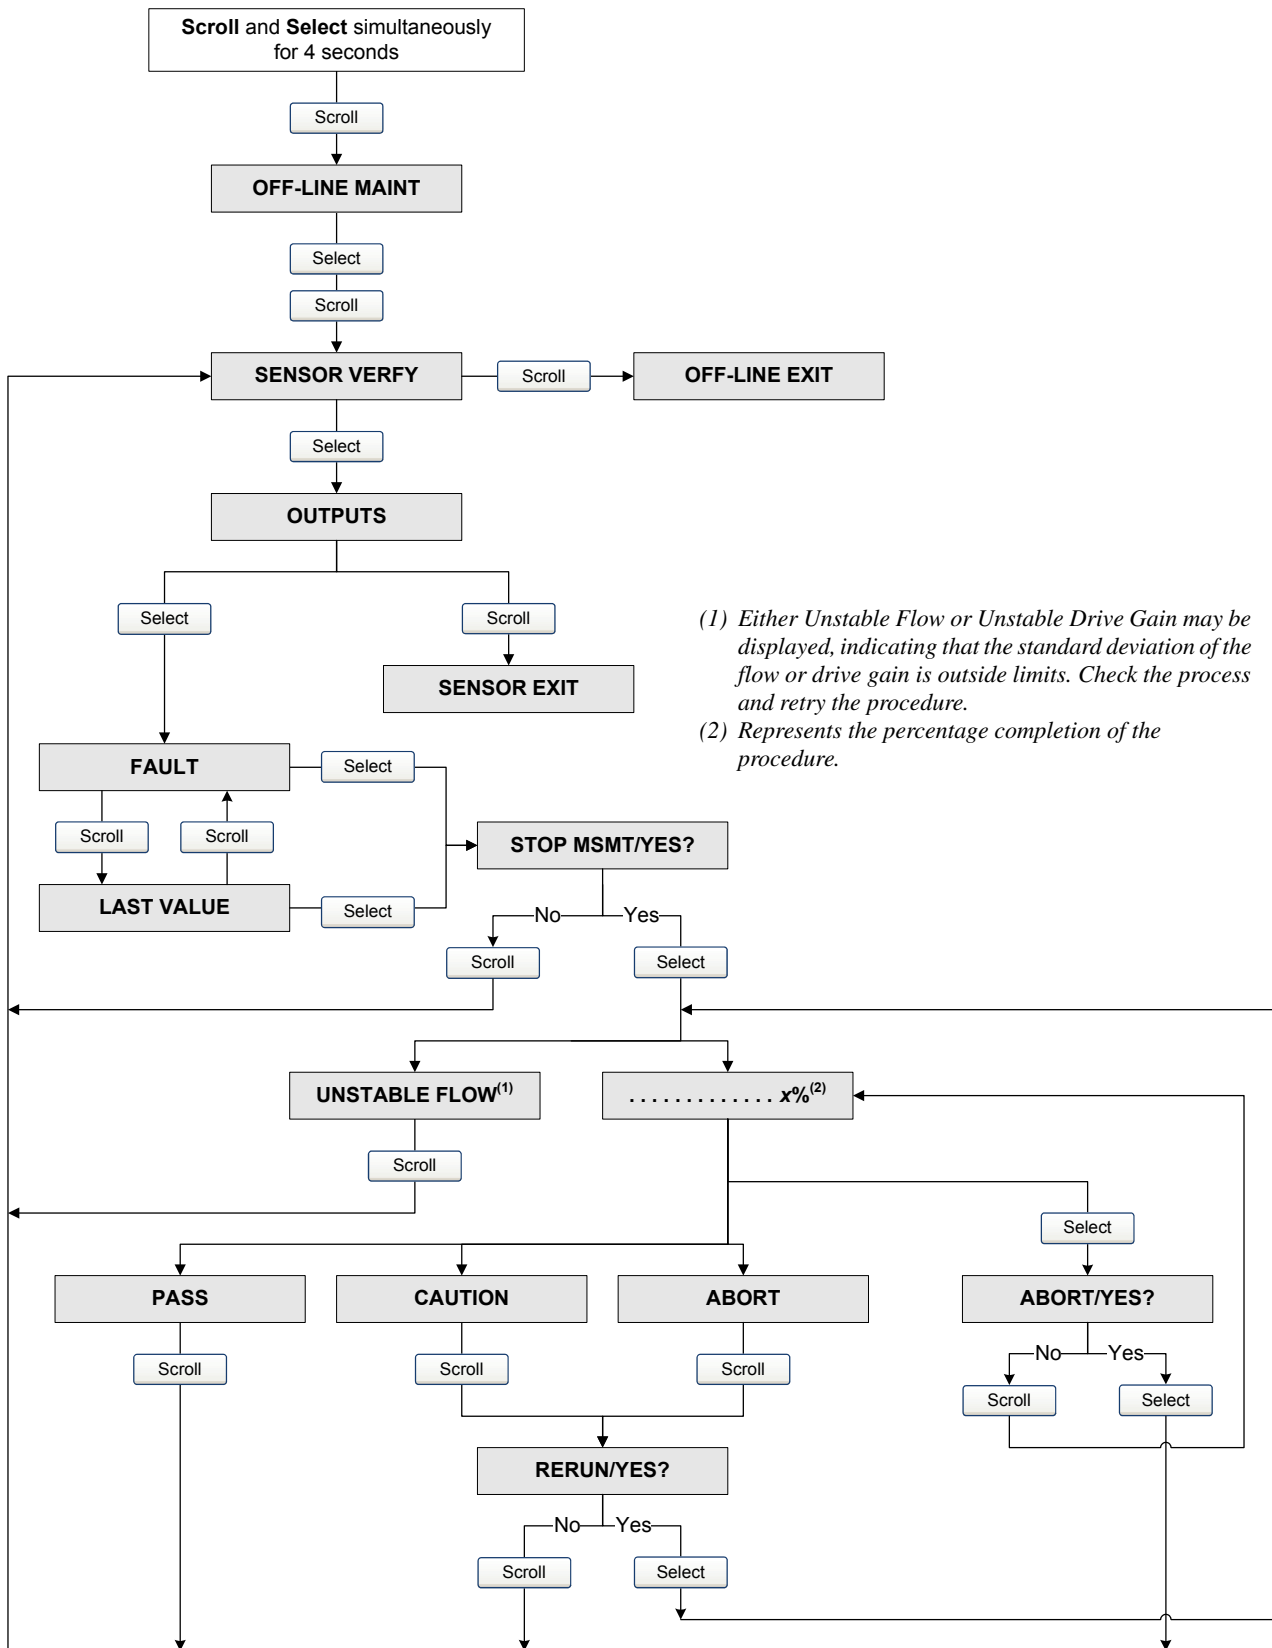 Scroll and Select simultaneously
for 4 seconds
Scroll
OFF-LINE MAINT
Select
Scroll
SENSOR VERFY
Scroll
OFF-LINE EXIT
Select
OUTPUTS
Select
Scroll
SENSOR EXIT
(1) Either Unstable Flow or Unstable Drive Gain may be
displayed, indicating that the standard deviation of the
flow or drive gain is outside limits. Check the process
and retry the procedure.
(2) Represents the percentage completion of the
procedure.
FAULT
Select
Scroll
Scroll
STOP MSMT/YES?
LAST VALUE
Select
No
Yes
Scroll
Select
UNSTABLE FLOW(1)
. . . . . . . . . . . . . x%(2)
Scroll
Select
PASS
CAUTION
ABORT
ABORT/YES?
Scroll
Scroll
Scroll
No
Yes
Scroll
Select
RERUN/YES?
No
Yes
Scroll
Select